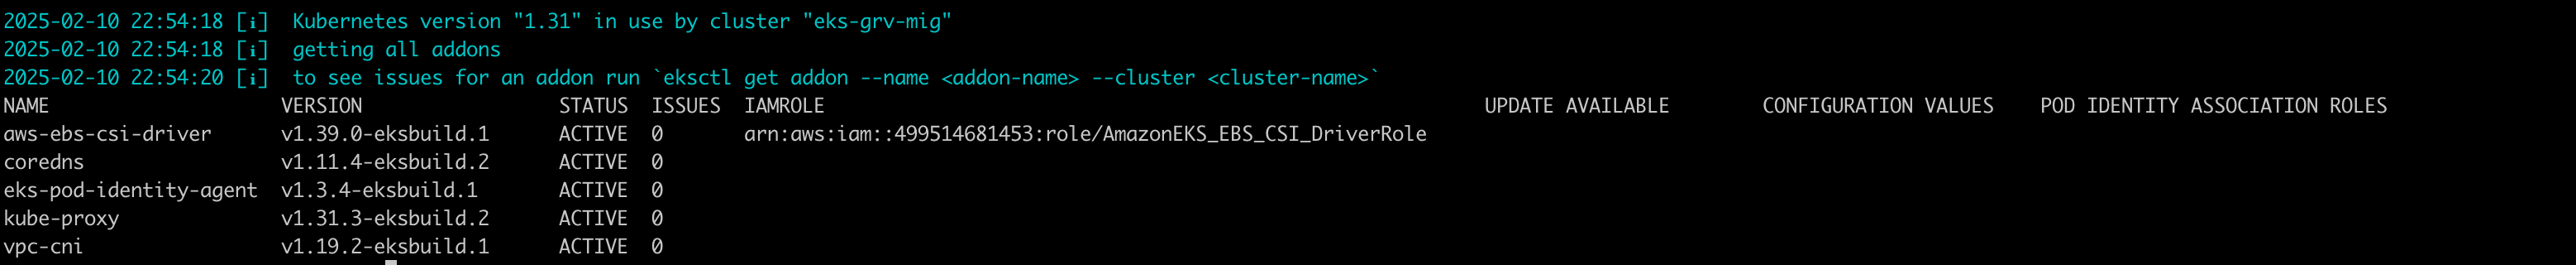 2025-02-10 22:54:18 [ℹ]  Kubernetes version "1.31" in use by cluster "eks-grv-mig"
2025-02-10 22:54:18 [ℹ]  getting all addons
2025-02-10 22:54:20 [ℹ]  to see issues for an addon run `eksctl get addon --name <addon-name> --cluster <cluster-name>`
NAME VERSION STATUS ISSUES IAMROLE UPDATE AVAILABLE CONFIGURATION VALUES POD IDENTITY ASSOCIATION ROLES
aws-ebs-csi-driver v1.39.0-eksbuild.1 ACTIVE 0 arn:aws:iam::499514681453:role/AmazonEKS_EBS_CSI_DriverRole
coredns v1.11.4-eksbuild.2 ACTIVE 0
eks-pod-identity-agent v1.3.4-eksbuild.1 ACTIVE 0
kube-proxy v1.31.3-eksbuild.2 ACTIVE 0
vpc-cni v1.19.2-eksbuild.1 ACTIVE 0